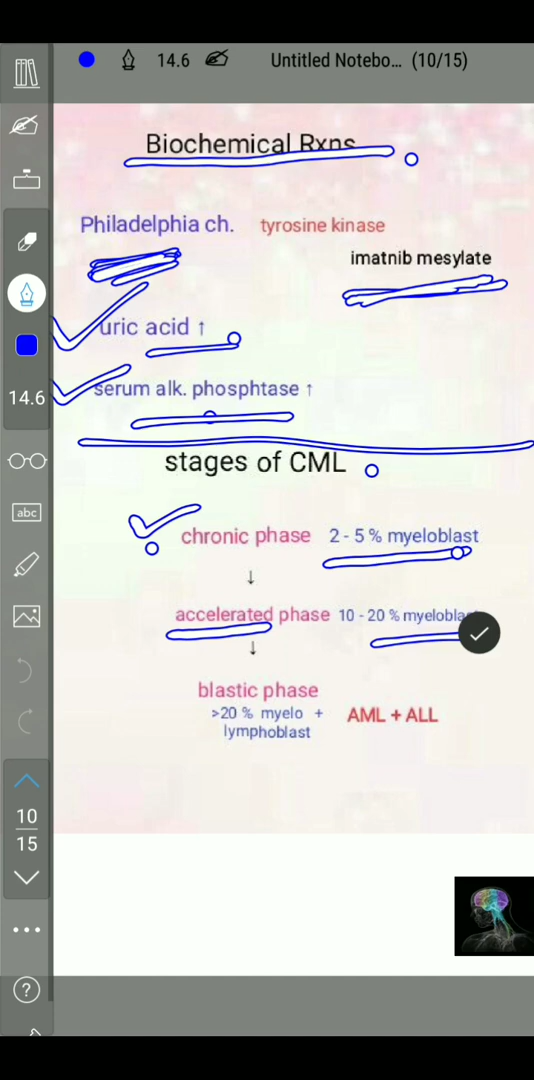 14.6 Untitled Notebo... (10/15)
Biochemical Rxns
Philadelphia ch. tyrosine kinase
imatnib mesylate
uric acid ↑
14.6
serum alk. phosphtase ↑
stages of CML
abc
chronic phase 2 - 5 % myeloblast
↓
accelerated phase 10 - 20 % myelobla
↓
blastic phase
>20 % myelo + AML + ALL
lymphoblast
10
15
?